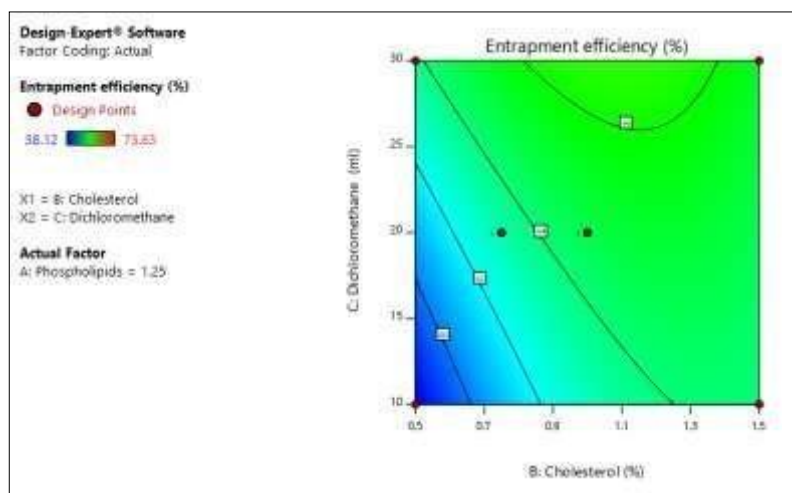 Design-Expert® Software
Factor Coding: Actual
Entrapment efficiency (%)
Design Points
38.12 73.63
X1 = B: Cholesterol
X2 = C: Dichloromethane
Actual Factor
A: Phospholipids = 1.25
Entrapment efficiency (%)
30
25
20
15
10
C: Dichloromethane (ml)
0.5 0.7 0.9 1.1 1.3 1.5
B: Cholesterol (%)